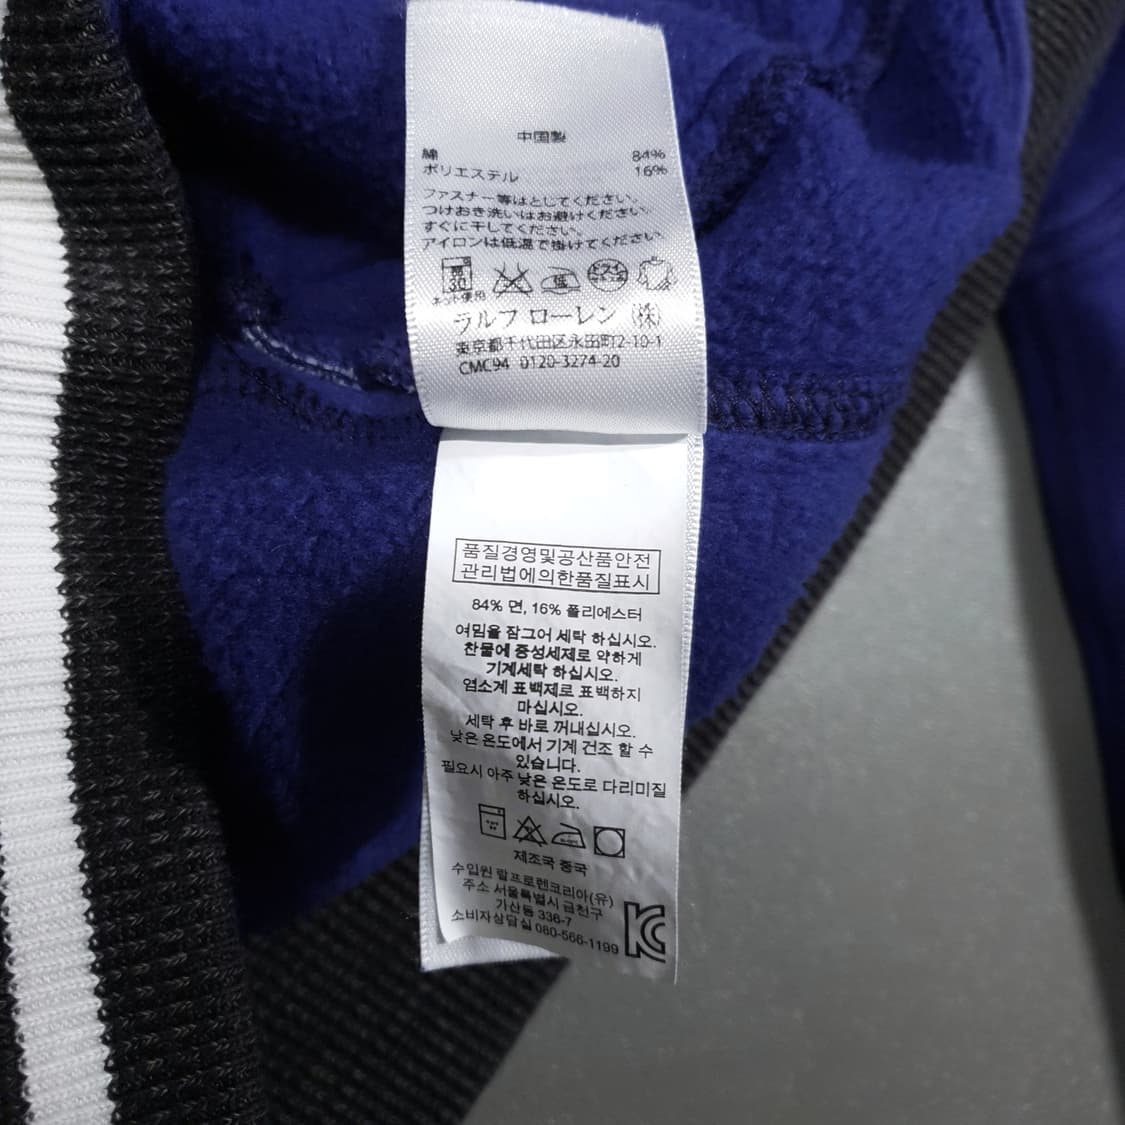 中国製
綿 84%
ポリエステル 16%
ファスナー等はとしてください。
つけおき洗いはお避けください。
すぐに干してください。
アイロンは低温で掛けてください。
30
低
ドライ
ネット使用
ラルフ ローレン (株)
東京都千代田区永田町2-10-1
CMC94 0120-3274-20
품질경영및공산품안전
관리법에의한품질표시
84% 면, 16% 폴리에스터
여밈을 잠그어 세탁 하십시오.
찬물에 중성세제로 약하게
기계세탁 하십시오.
염소계 표백제로 표백하지
마십시오.
세탁 후 바로 꺼내십시오.
낮은 온도에서 기계 건조 할 수
있습니다.
필요시 아주 낮은 온도로 다리미질
하십시오.
제조국 중국
수입원 랄프로렌코리아(유)
주소 서울특별시 금천구
가산동 336-7
소비자상담실 080-566-1199
KC